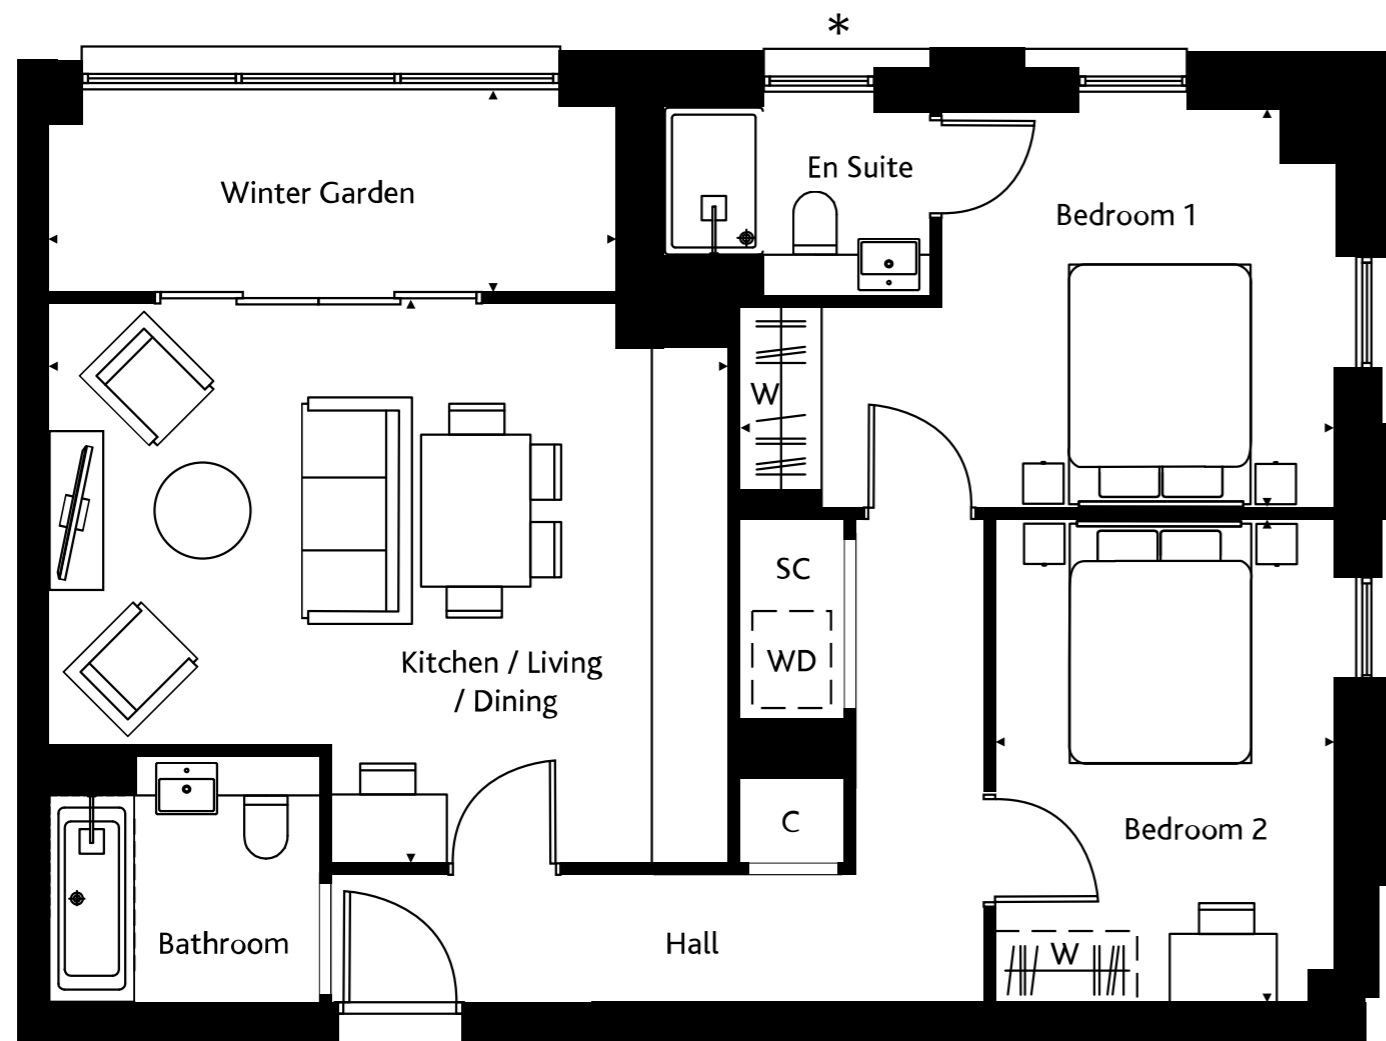 *
Winter Garden
En Suite
Bedroom 1
W
SC
WD
Kitchen / Living
/ Dining
C
Bedroom 2
Bathroom
Hall
W